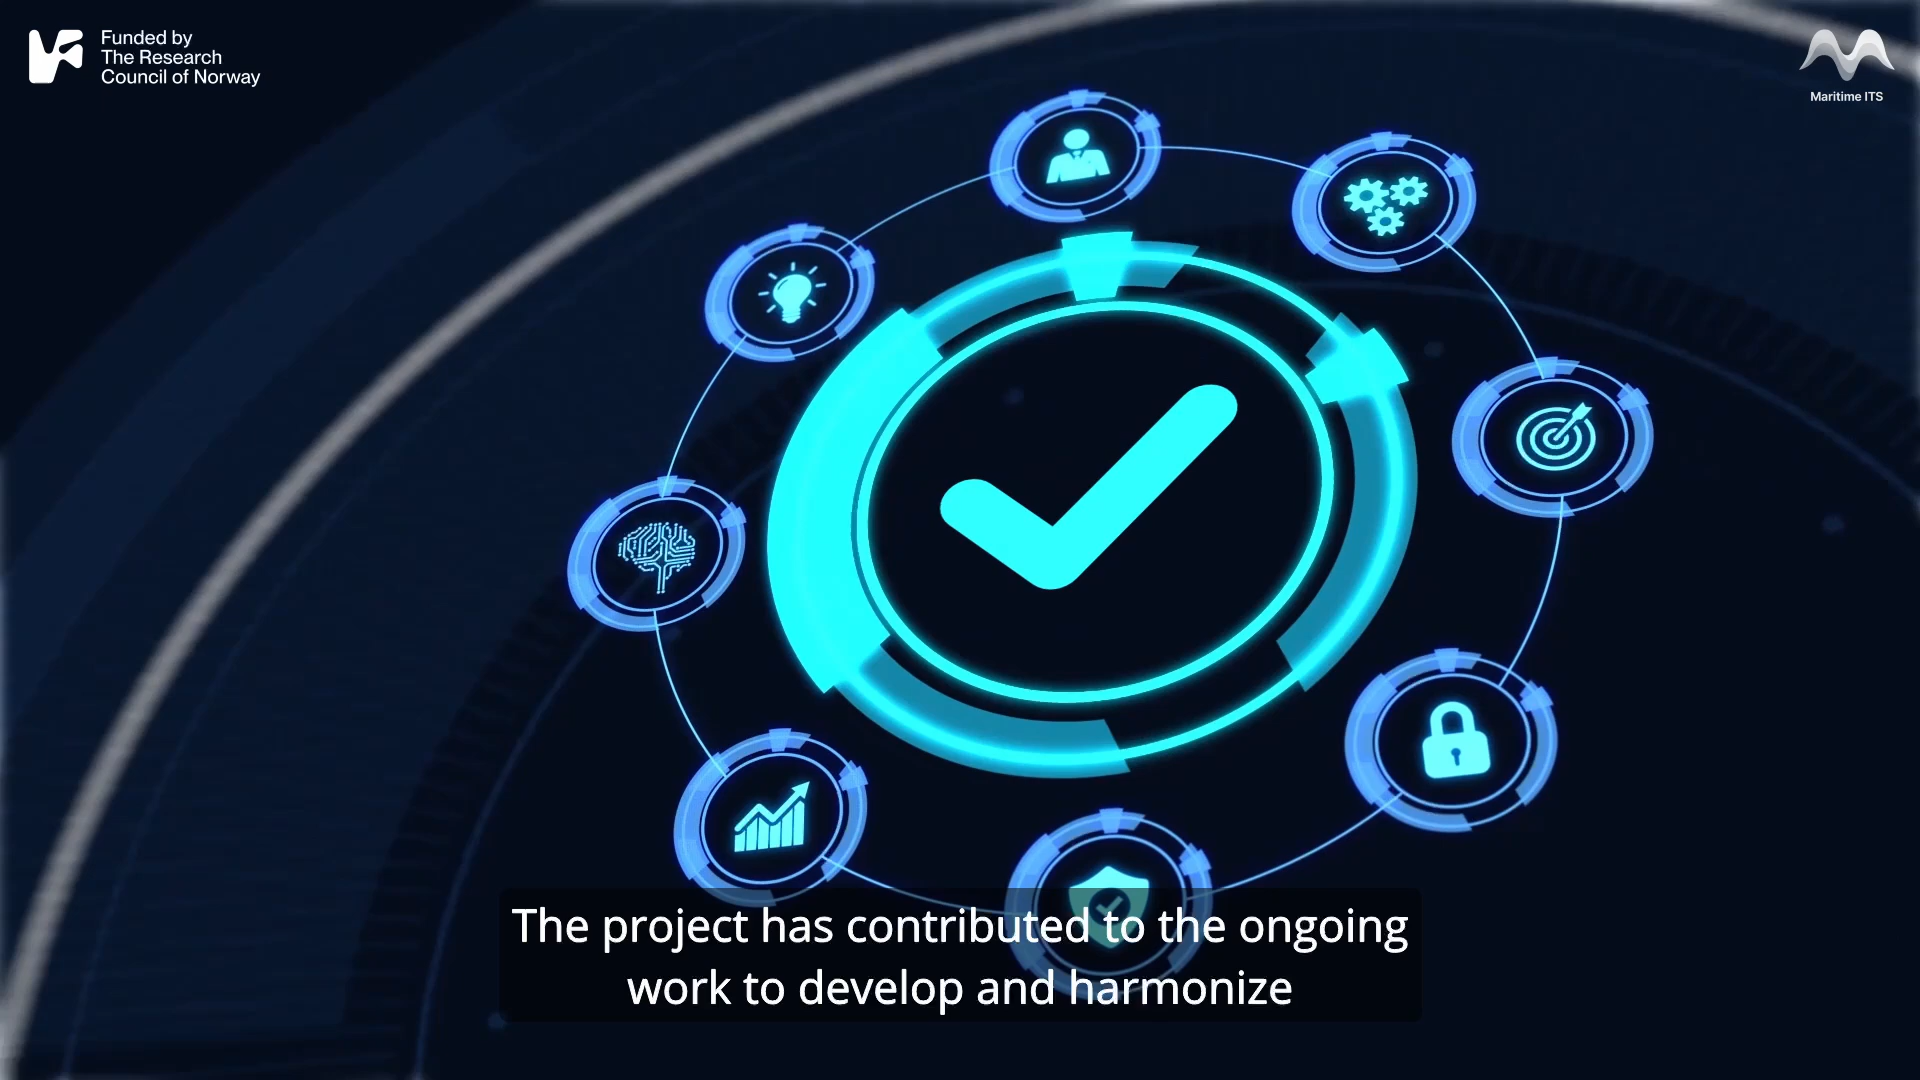 Funded by
The Research
Council of Norway
Maritime ITS
The project has contributed to the ongoing
work to develop and harmonize